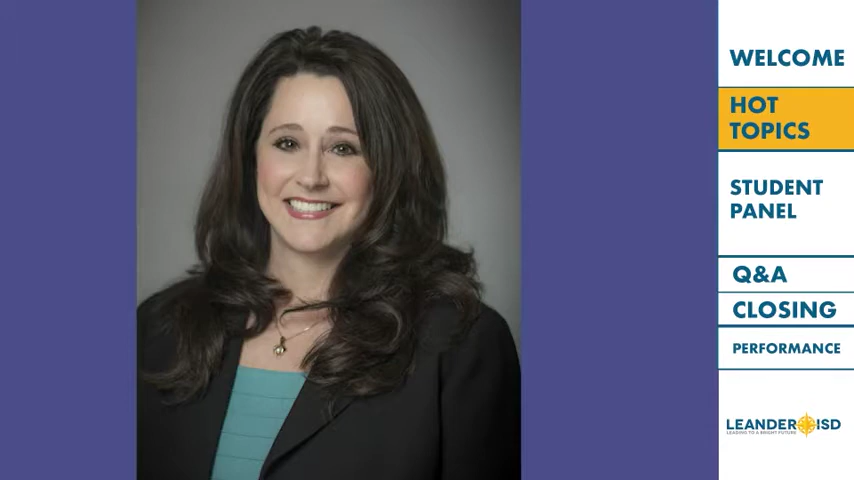 WELCOME
HOT
TOPICS
STUDENT
PANEL
Q&A
CLOSING
PERFORMANCE
LEANDER ISD
LEADING TO A BRIGHT FUTURE